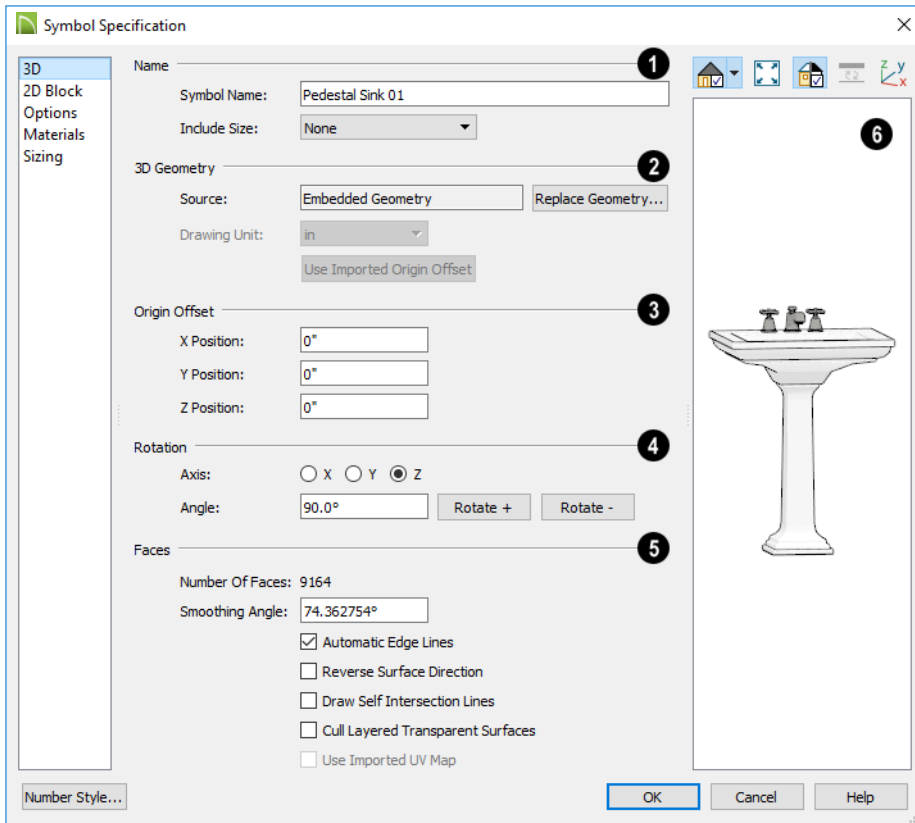 Symbol Specification
3D
2D Block
Options
Materials
Sizing
Name 1
Symbol Name: Pedestal Sink 01
Include Size: None
3D Geometry 2
Source: Embedded Geometry Replace Geometry...
Drawing Unit: in
Use Imported Origin Offset
Origin Offset 3
X Position: 0"
Y Position: 0"
Z Position: 0"
Rotation 4
Axis: X Y Z
Angle: 90.0° Rotate + Rotate -
Faces 5
Number Of Faces: 9164
Smoothing Angle: 74.362754°
Automatic Edge Lines
Reverse Surface Direction
Draw Self Intersection Lines
Cull Layered Transparent Surfaces
Use Imported UV Map
z y x
6
Number Style... OK Cancel Help